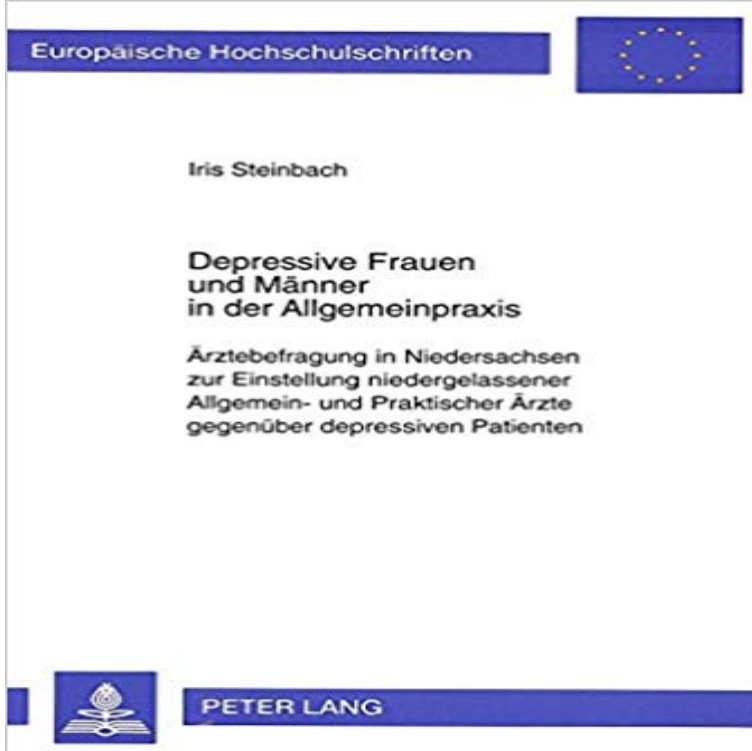 Europäische Hochschulschriften
Iris Steinbach
Depressive Frauen
und Männer
in der Allgemeinpraxis
Ärztebefragung in Niedersachsen
zur Einstellung niedergelassener
Allgemein- und Praktischer Ärzte
gegenüber depressiven Patienten
PETER LANG